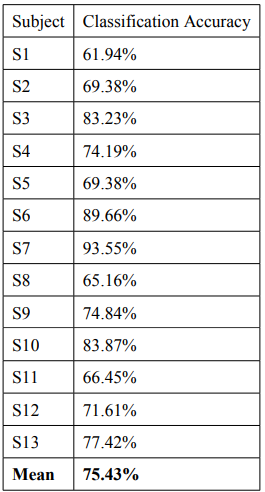 Subject Classification Accuracy
S1 61.94%
S2 69.38%
S3 83.23%
S4 74.19%
S5 69.38%
S6 89.66%
S7 93.55%
S8 65.16%
S9 74.84%
S10 83.87%
S11 66.45%
S12 71.61%
S13 77.42%
Mean 75.43%